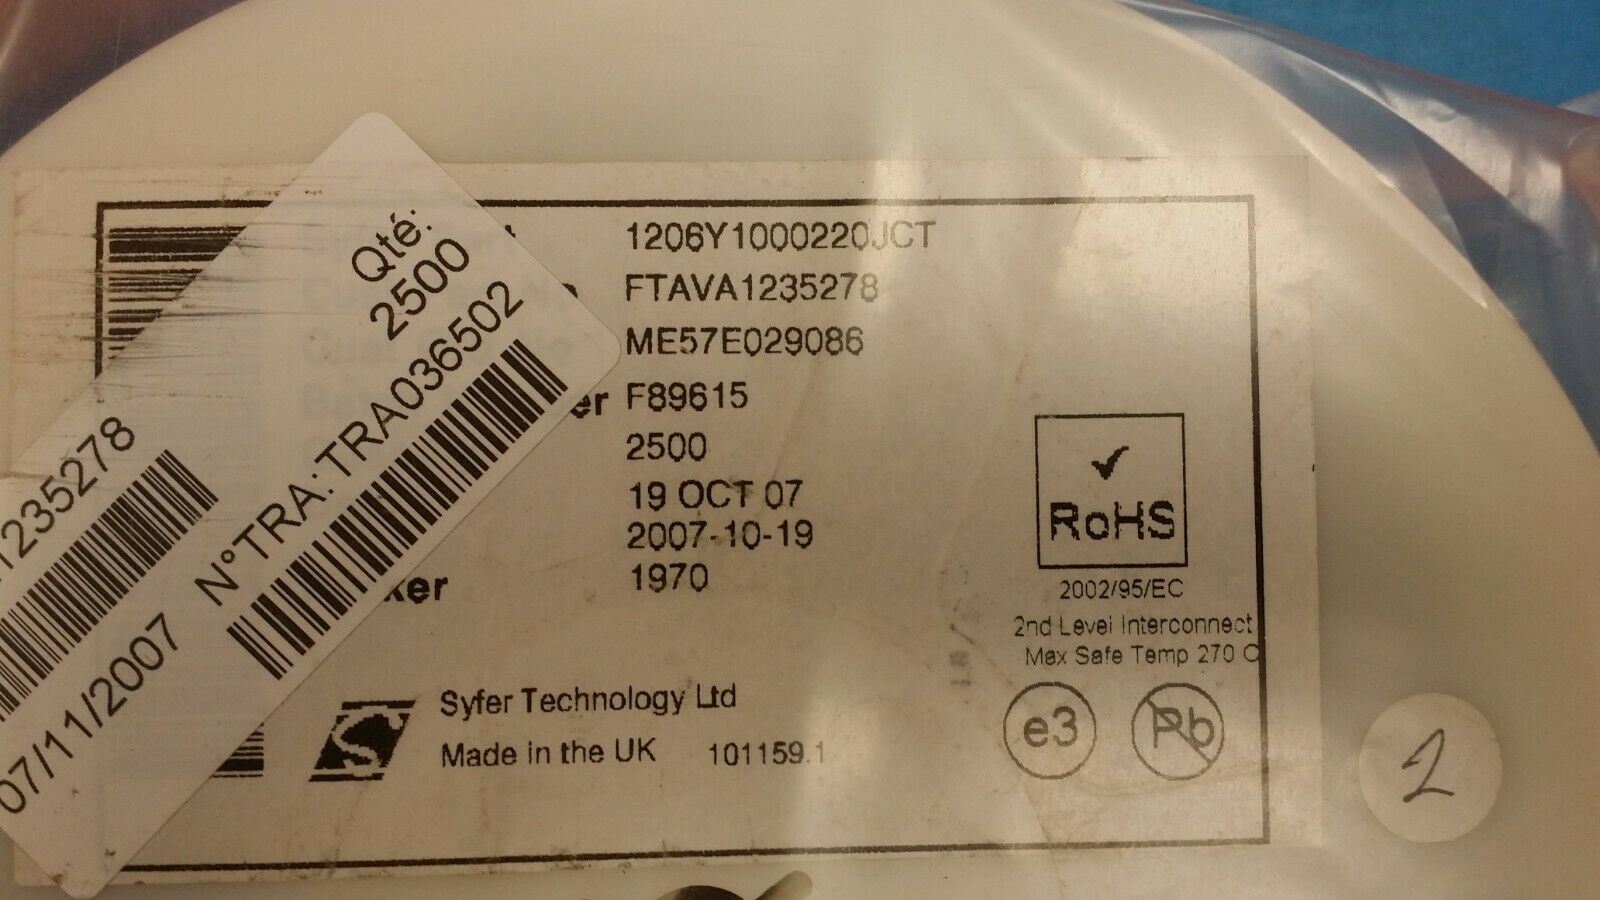 1206Y1000220JCT
FTAVA1235278
ME57E029086
er F89615
2500
19 OCT 07
2007-10-19
ker 1970
Syfer Technology Ltd
Made in the UK 101159.1
✓
RoHS
2002/95/EC
2nd Level Interconnect
Max Safe Temp 270 C
e3
Pb
Qté:
2500
N°TRA: TRA036502
1235278
07/11/2007
2